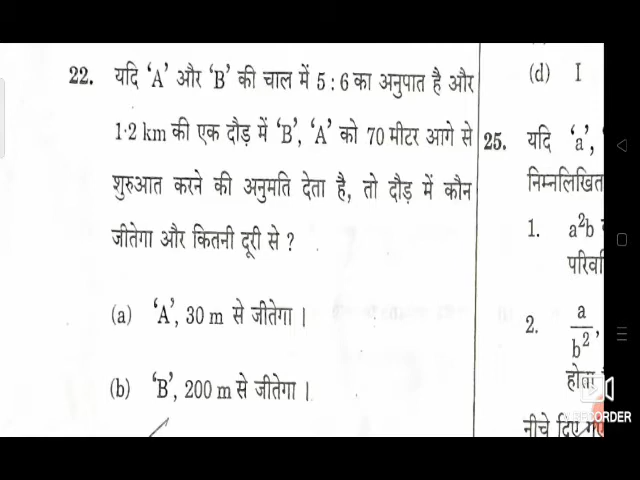 22. यदि 'A' और 'B' की चाल में 5 : 6 का अनुपात है और
1·2 km की एक दौड़ में 'B', 'A' को 70 मीटर आगे से
शुरुआत करने की अनुमति देता है, तो दौड़ में कौन
जीतेगा और कितनी दूरी से ?
(a) 'A', 30 m से जीतेगा ।
(b) 'B', 200 m से जीतेगा ।
(d) I
25. यदि 'a',
निम्नलिखित
1. a²b
परिवर्ति
2. a/b²,
होता
नीचे दिए गए
RECORDER